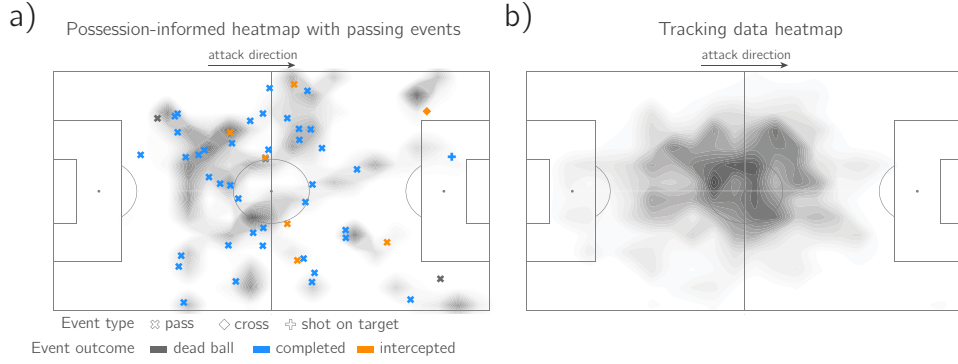 a)
Possession-informed heatmap with passing events
attack direction
b)
Tracking data heatmap
attack direction
Event type pass cross shot on target
Event outcome dead ball completed intercepted